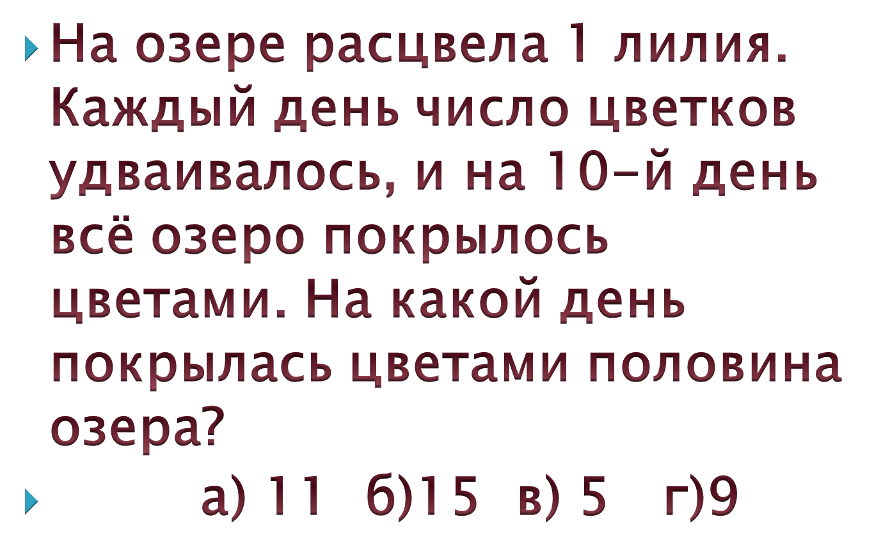 На озере расцвела 1 лилия.
Каждый день число цветков
удваивалось, и на 10-й день
всё озеро покрылось
цветами. На какой день
покрылась цветами половина
озера?
а) 11 б)15 в) 5 г)9